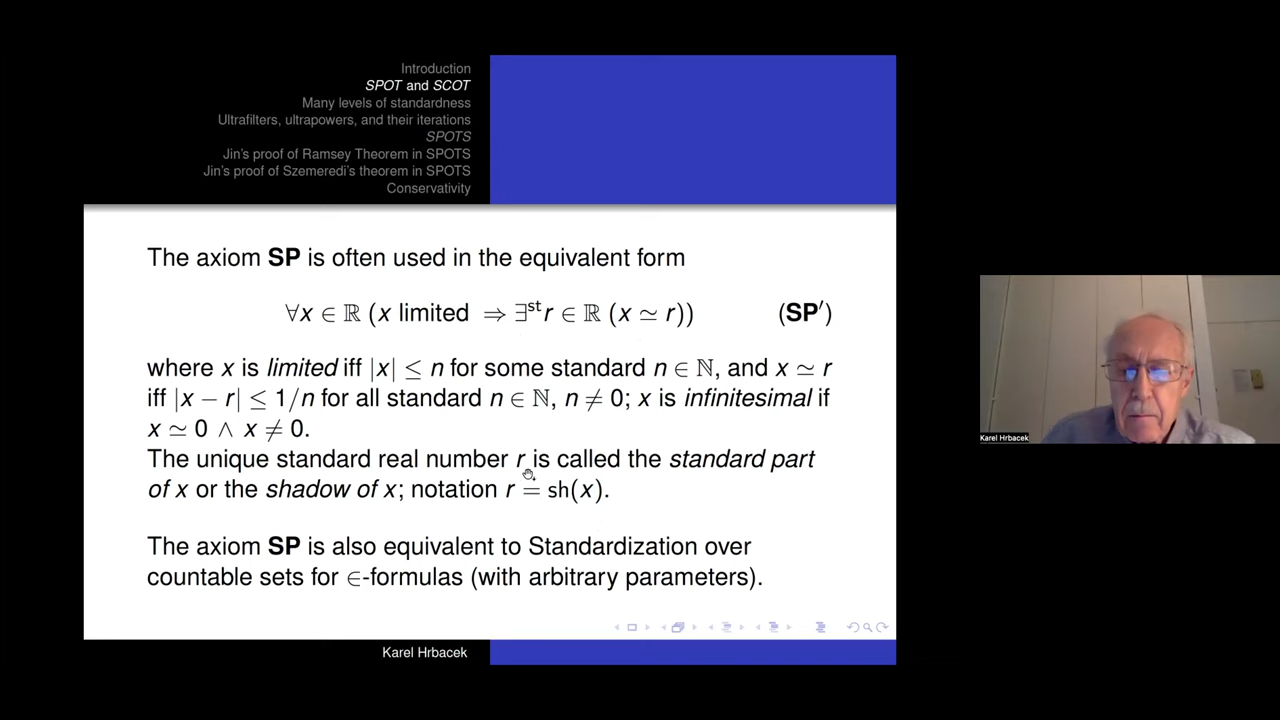 Introduction
SPOT and SCOT
Many levels of standardness
Ultrafilters, ultrapowers, and their iterations
SPOTS
Jin's proof of Ramsey Theorem in SPOTS
Jin's proof of Szemeredi's theorem in SPOTS
Conservativity
The axiom SP is often used in the equivalent form
∀x ∈ ℝ (x limited ⇒ ∃ˢᵗr ∈ ℝ (x ≃ r)) (SP′)
where x is limited iff |x| ≤ n for some standard n ∈ ℕ, and x ≃ r
iff |x − r| ≤ 1/n for all standard n ∈ ℕ, n ≠ 0; x is infinitesimal if
x ≃ 0 ∧ x ≠ 0.
The unique standard real number r is called the standard part
of x or the shadow of x; notation r = sh(x).
The axiom SP is also equivalent to Standardization over
countable sets for ∈-formulas (with arbitrary parameters).
Karel Hrbacek
Karel Hrbacek